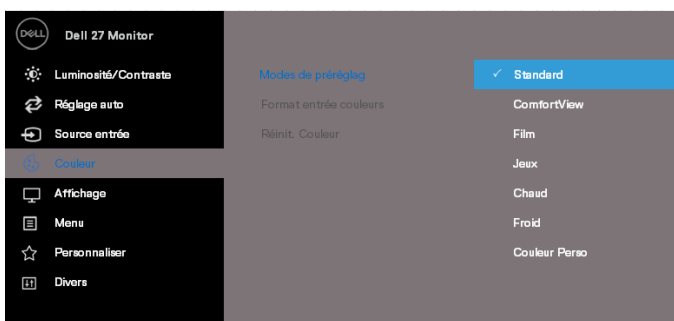 DELL
Dell 27 Monitor
Luminosité/Contraste
Réglage auto
Source entrée
Couleur
Affichage
Menu
Personnaliser
Divers
Modes de préréglag
Format entrée couleurs
Réinit. Couleur
Standard
ComfortView
Film
Jeux
Chaud
Froid
Couleur Perso